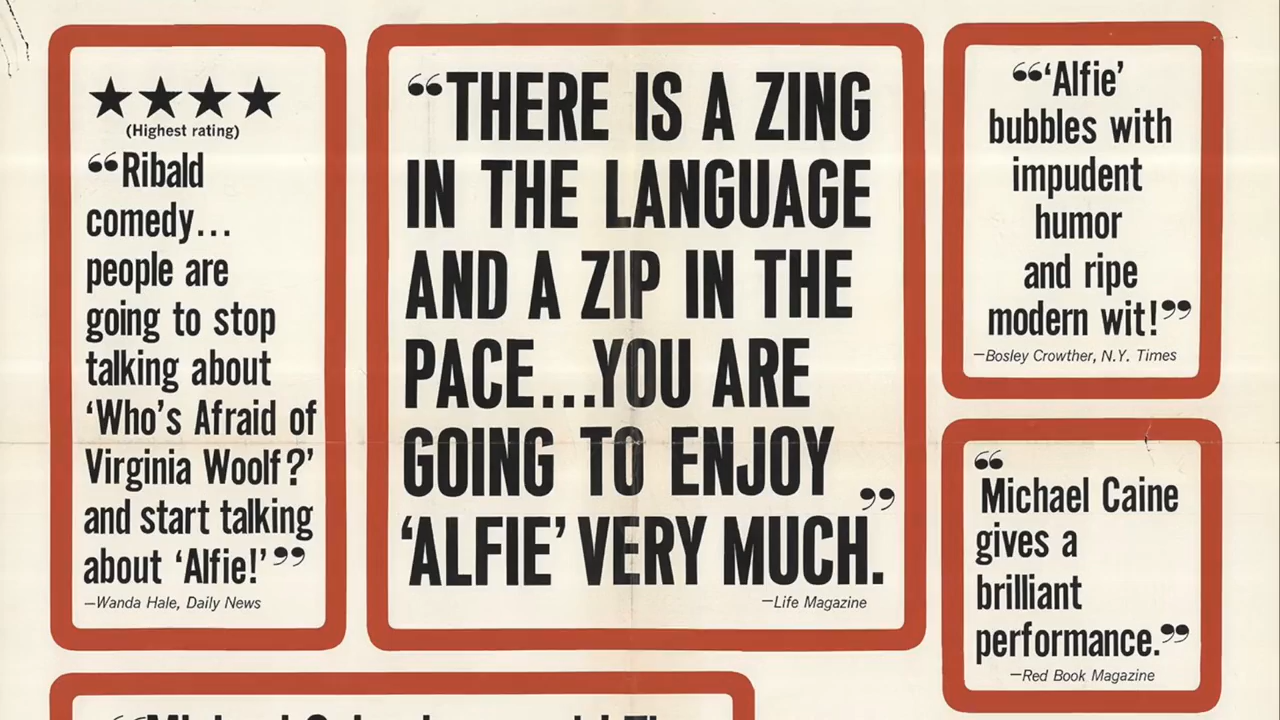 ★★★★
(Highest rating)
“Ribald
comedy...
people are
going to stop
talking about
‘Who’s Afraid of
Virginia Woolf?’
and start talking
about ‘Alfie!’”
—Wanda Hale, Daily News
“THERE IS A ZING
IN THE LANGUAGE
AND A ZIP IN THE
PACE...YOU ARE
GOING TO ENJOY
‘ALFIE’ VERY MUCH.”
—Life Magazine
“‘Alfie’
bubbles with
impudent
humor
and ripe
modern wit!”
—Bosley Crowther, N.Y. Times
“Michael Caine
gives a
brilliant
performance.”
—Red Book Magazine